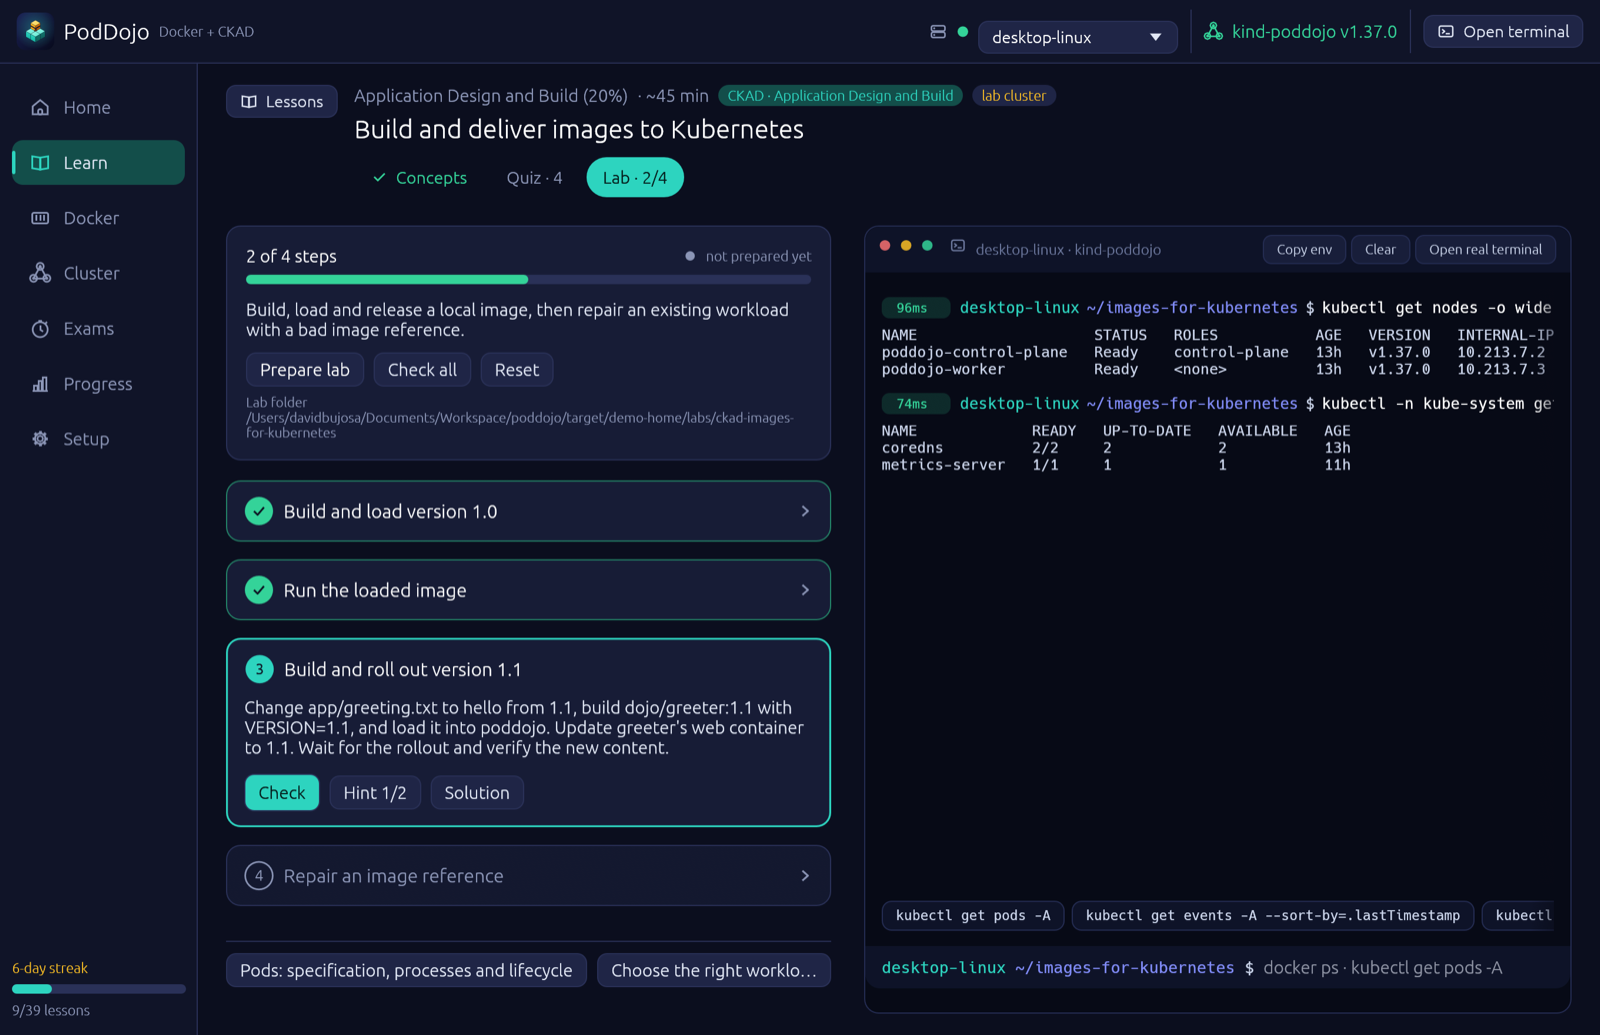 PodDojo Docker + CKAD
desktop-linux
kind-poddojo v1.37.0
Open terminal
Home
Learn
Docker
Cluster
Exams
Progress
Setup
6-day streak
9/39 lessons
Lessons
Application Design and Build (20%) · ~45 min
CKAD · Application Design and Build
lab cluster
Build and deliver images to Kubernetes
Concepts
Quiz · 4
Lab · 2/4
2 of 4 steps
not prepared yet
Build, load and release a local image, then repair an existing workload
with a bad image reference.
Prepare lab
Check all
Reset
Lab folder
/Users/davidbujosa/Documents/Workspace/poddojo/target/demo-home/labs/ckad-images-
for-kubernetes
Build and load version 1.0
Run the loaded image
3 Build and roll out version 1.1
Change app/greeting.txt to hello from 1.1, build dojo/greeter:1.1 with
VERSION=1.1, and load it into poddojo. Update greeter's web container
to 1.1. Wait for the rollout and verify the new content.
Check
Hint 1/2
Solution
4 Repair an image reference
Pods: specification, processes and lifecycle
Choose the right worklo…
desktop-linux · kind-poddojo
Copy env
Clear
Open real terminal
96ms desktop-linux ~/images-for-kubernetes $ kubectl get nodes -o wide
NAME STATUS ROLES AGE VERSION INTERNAL-IP
poddojo-control-plane Ready control-plane 13h v1.37.0 10.213.7.2
poddojo-worker Ready <none> 13h v1.37.0 10.213.7.3
74ms desktop-linux ~/images-for-kubernetes $ kubectl -n kube-system ge
NAME READY UP-TO-DATE AVAILABLE AGE
coredns 2/2 2 2 13h
metrics-server 1/1 1 1 11h
kubectl get pods -A
kubectl get events -A --sort-by=.lastTimestamp
kubectl
desktop-linux ~/images-for-kubernetes $ docker ps · kubectl get pods -A